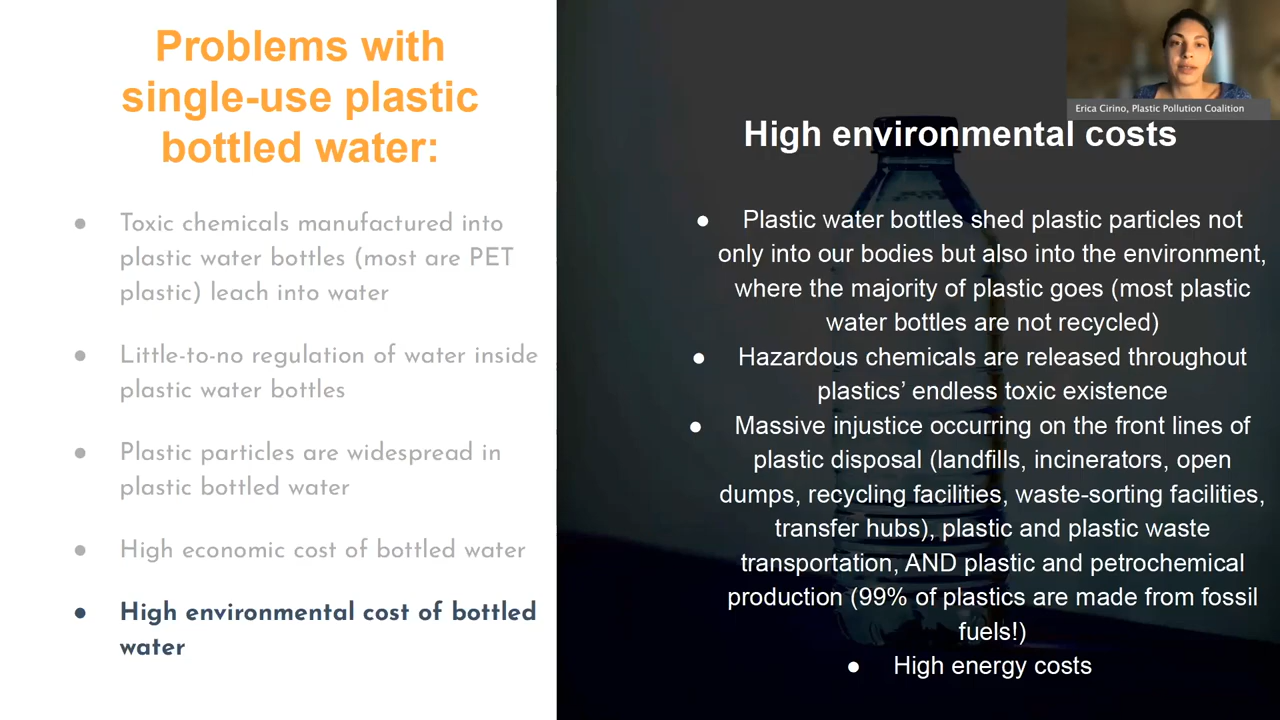 Problems with
single-use plastic
bottled water:
● Toxic chemicals manufactured into
plastic water bottles (most are PET
plastic) leach into water
● Little-to-no regulation of water inside
plastic water bottles
● Plastic particles are widespread in
plastic bottled water
● High economic cost of bottled water
● High environmental cost of bottled
water
Erica Cirino, Plastic Pollution Coalition
High environmental costs
● Plastic water bottles shed plastic particles not
only into our bodies but also into the environment,
where the majority of plastic goes (most plastic
water bottles are not recycled)
● Hazardous chemicals are released throughout
plastics’ endless toxic existence
● Massive injustice occurring on the front lines of
plastic disposal (landfills, incinerators, open
dumps, recycling facilities, waste-sorting facilities,
transfer hubs), plastic and plastic waste
transportation, AND plastic and petrochemical
production (99% of plastics are made from fossil
fuels!)
● High energy costs